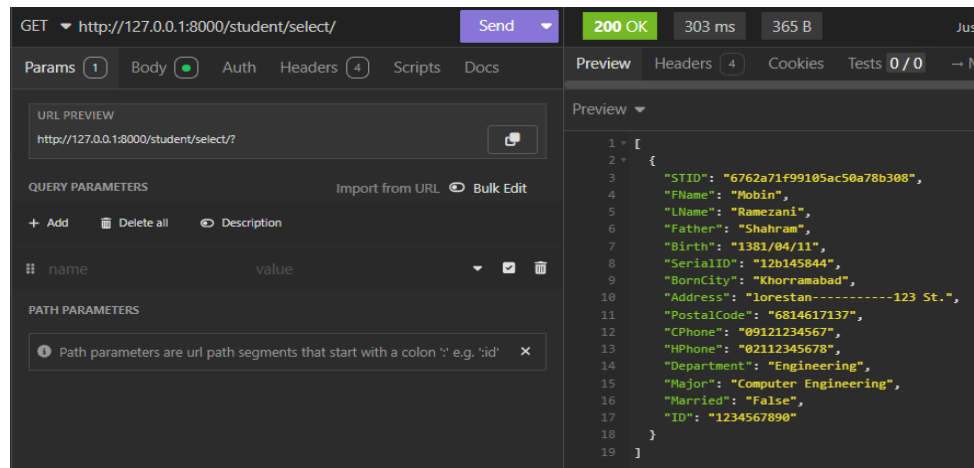 GET http://127.0.0.1:8000/student/select/ Send
Params 1 Body Auth Headers 4 Scripts Docs
URL PREVIEW
http://127.0.0.1:8000/student/select/?
QUERY PARAMETERS Import from URL Bulk Edit
+ Add Delete all Description
name value
PATH PARAMETERS
Path parameters are url path segments that start with a colon ':' e.g. ':id'
200 OK 303 ms 365 B Jus
Preview Headers 4 Cookies Tests 0 / 0 →
Preview
1 [
2 {
3 "STID": "6762a71f99105ac50a78b308",
4 "FName": "Mobin",
5 "LName": "Ramezani",
6 "Father": "Shahram",
7 "Birth": "1381/04/11",
8 "SerialID": "12b145844",
9 "BornCity": "Khorramabad",
10 "Address": "lorestan-----------123 St.",
11 "PostalCode": "6814617137",
12 "CPhone": "09121234567",
13 "HPhone": "02112345678",
14 "Department": "Engineering",
15 "Major": "Computer Engineering",
16 "Married": "False",
17 "ID": "1234567890"
18 }
19 ]